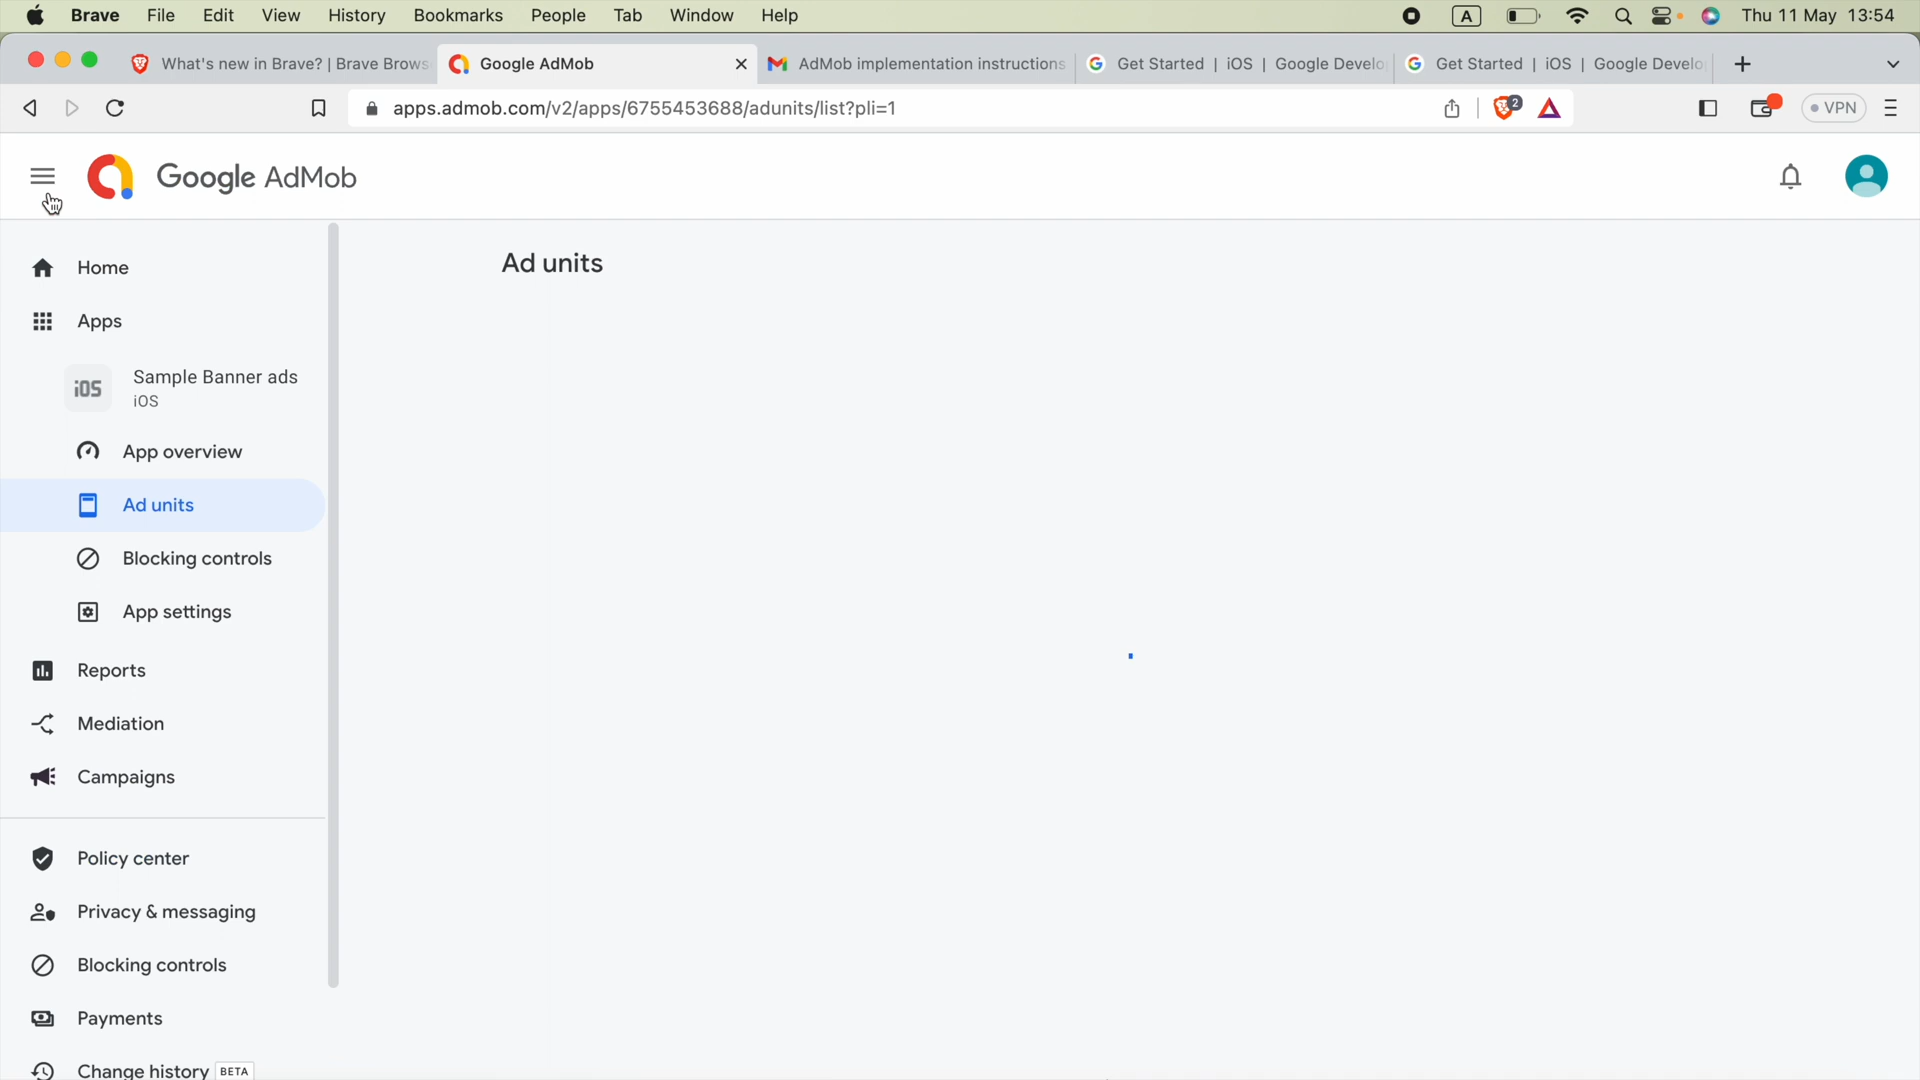 Brave File Edit View History Bookmarks People Tab Window Help A Thu 11 May 13:54
What's new in Brave? | Brave Brows Google AdMob AdMob implementation instructions Get Started | iOS | Google Develo Get Started | iOS | Google Develo
apps.admob.com/v2/apps/6755453688/adunits/list?pli=1 2 VPN
Google AdMob
Ad units
Home
Apps
iOS Sample Banner ads
iOS
App overview
Ad units
Blocking controls
App settings
Reports
Mediation
Campaigns
Policy center
Privacy & messaging
Blocking controls
Payments
Change history BETA